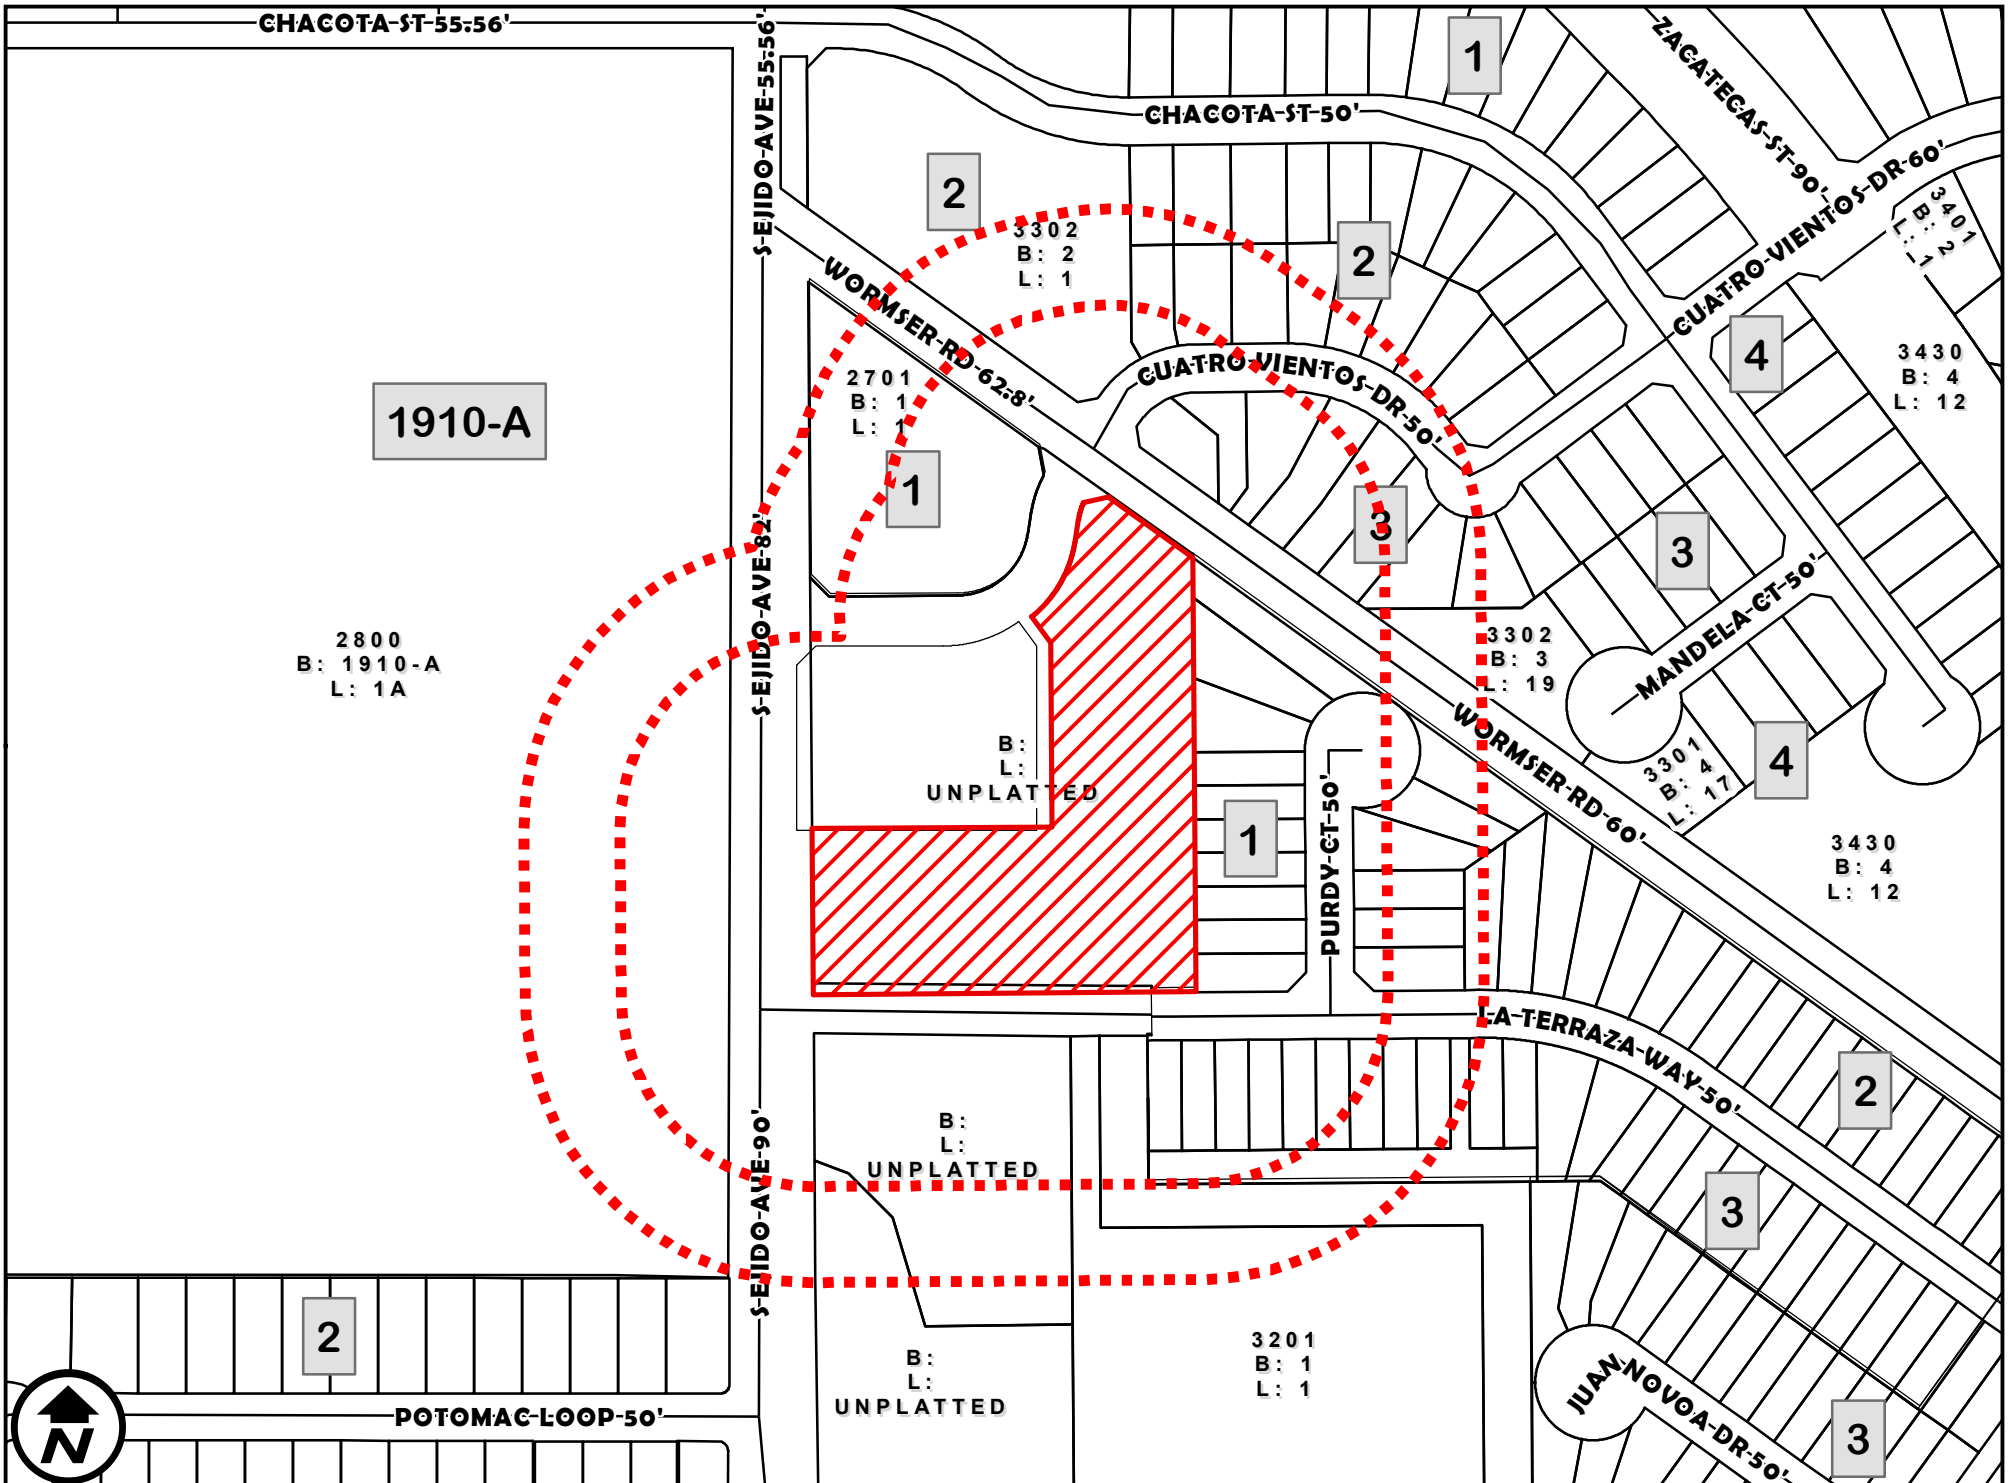 CHACOTA ST 55.56'
S EJIDO AVE 55.56'
1
ZACATECAS ST 90'
CHACOTA ST 50'
CUATRO VIENTOS DR 60'
2
3302
B: 2
L: 1
2
3401
B: 2
L: 1
WORMSER RD 62.8'
4
3430
B: 4
L: 12
CUATRO VIENTOS DR 50'
2701
B: 1
L: 1
1910-A
1
3
3
S EJIDO AVE 82'
MANDELA CT 50'
2800
B: 1910-A
L: 1A
3302
B: 3
L: 19
WORMSER RD 60'
3301
B: 4
L: 17
4
B:
L:
UNPLATTED
1
PURDY CT 50'
3430
B: 4
L: 12
LA TERRAZA WAY 50'
2
B:
L:
UNPLATTED
S EJIDO AVE 90'
3
2
3201
B: 1
L: 1
B:
L:
UNPLATTED
JUAN NOVOA DR 50'
POTOMAC LOOP 50'
3
N